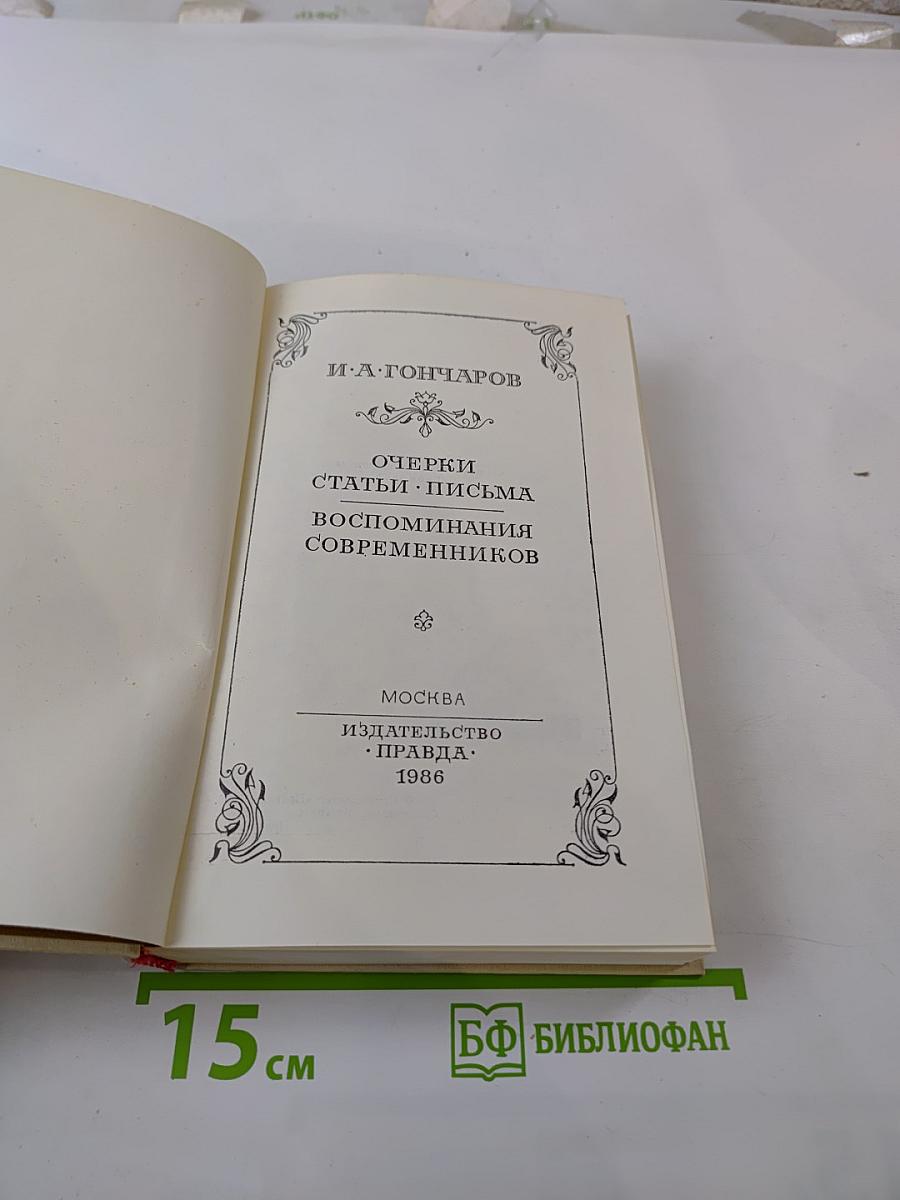 И·А·ГОНЧАРОВ
ОЧЕРКИ
СТАТЬИ · ПИСЬМА
ВОСПОМИНАНИЯ
СОВРЕМЕННИКОВ
МОСКВА
ИЗДАТЕЛЬСТВО
·ПРАВДА·
1986
15 см
БФ БИБЛИОФАН